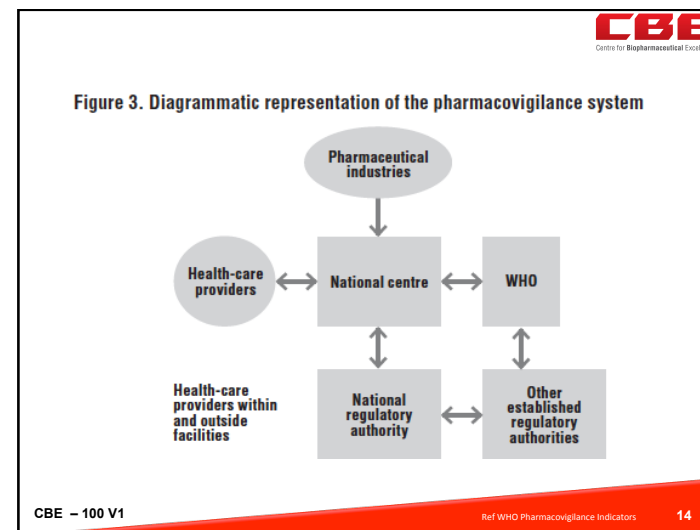 CBE
Centre for Biopharmaceutical Excel
Figure 3. Diagrammatic representation of the pharmacovigilance system
Pharmaceutical
industries
Health-care
providers
National centre
WHO
Health-care
providers within
and outside
facilities
National
regulatory
authority
Other
established
regulatory
authorities
CBE – 100 V1
Ref WHO Pharmacovigilance Indicators
14